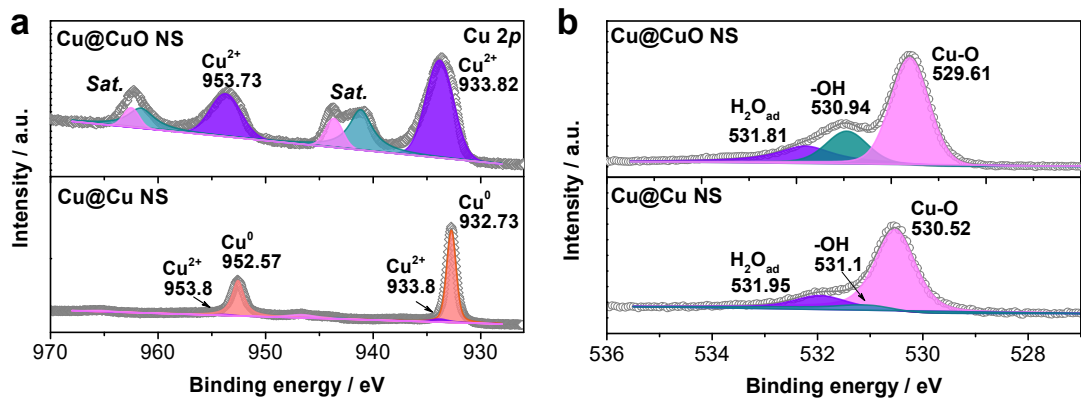 a
Cu@CuO NS
Cu 2p
Sat.
Cu²⁺
953.73
Sat.
Cu²⁺
933.82
Cu@Cu NS
Cu⁰
932.73
Cu⁰
952.57
Cu²⁺
953.8
Cu²⁺
933.8
Intensity / a.u.
970 960 950 940 930
Binding energy / eV
b
Cu@CuO NS
Cu-O
529.61
-OH
530.94
H₂Oad
531.81
Cu@Cu NS
Cu-O
530.52
-OH
531.1
H₂Oad
531.95
Intensity / a.u.
536 534 532 530 528
Binding energy / eV